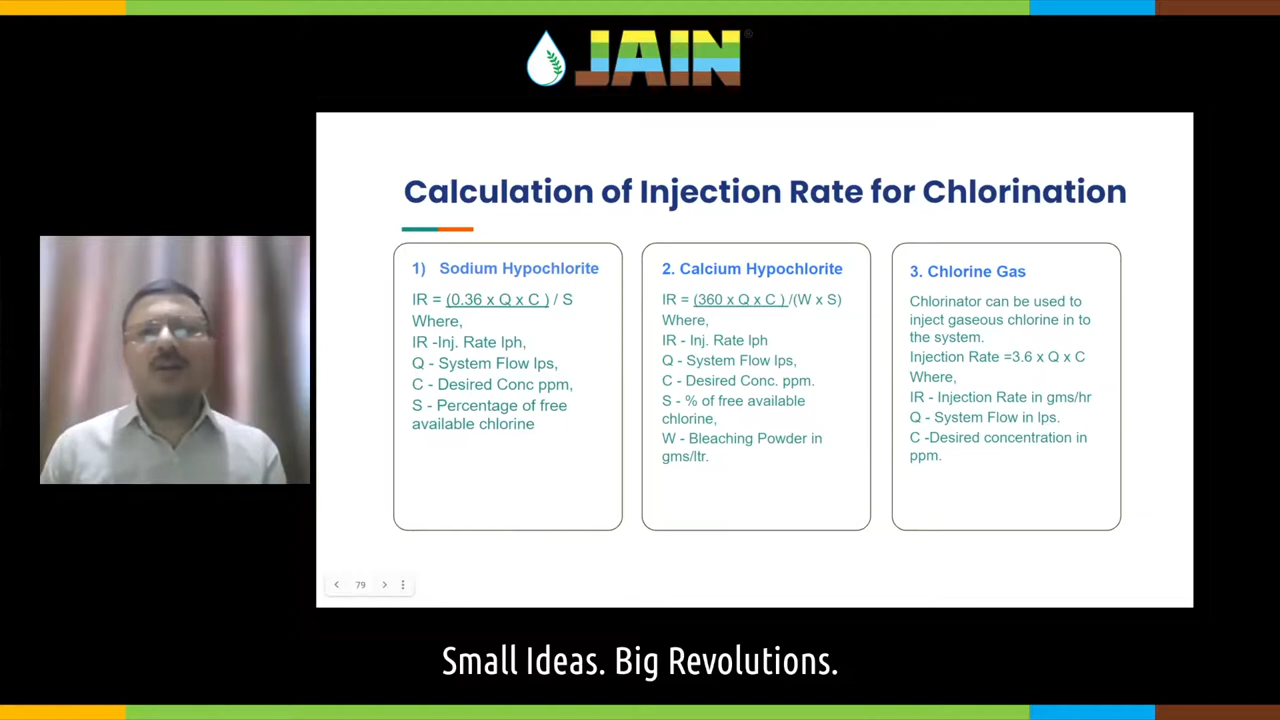 JAIN®
Calculation of Injection Rate for Chlorination
1) Sodium Hypochlorite
IR = (0.36 x Q x C ) / S
Where,
IR -Inj. Rate lph,
Q - System Flow lps,
C - Desired Conc ppm,
S - Percentage of free
available chlorine
2. Calcium Hypochlorite
IR = (360 x Q x C ) /(W x S)
Where,
IR - Inj. Rate lph
Q - System Flow lps,
C - Desired Conc. ppm.
S - % of free available
chlorine,
W - Bleaching Powder in
gms/ltr.
3. Chlorine Gas
Chlorinator can be used to
inject gaseous chlorine in to
the system.
Injection Rate =3.6 x Q x C
Where,
IR - Injection Rate in gms/hr
Q - System Flow in lps.
C -Desired concentration in
ppm.
79
Small Ideas. Big Revolutions.